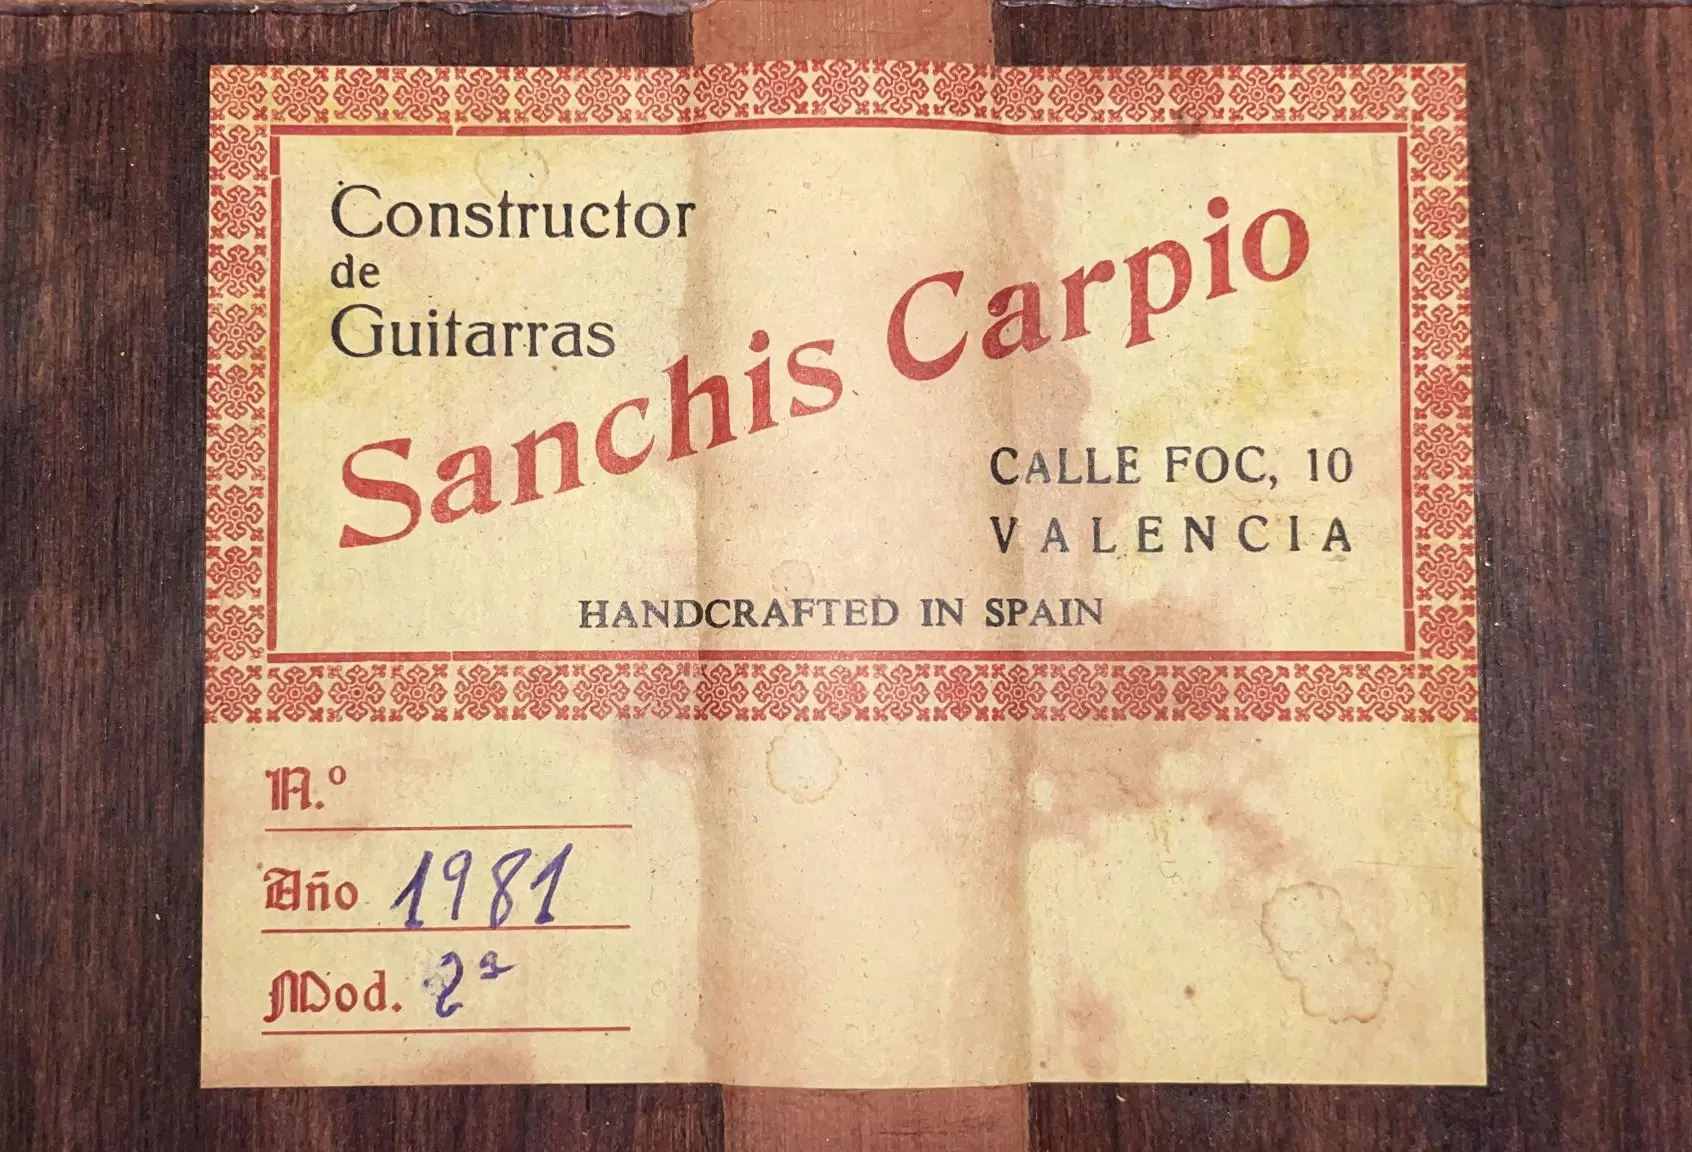 Constructor
de
Guitarras
Sanchis Carpio
CALLE FOC, 10
VALENCIA
HANDCRAFTED IN SPAIN
N.º
Año 1981
Mod. 2ª